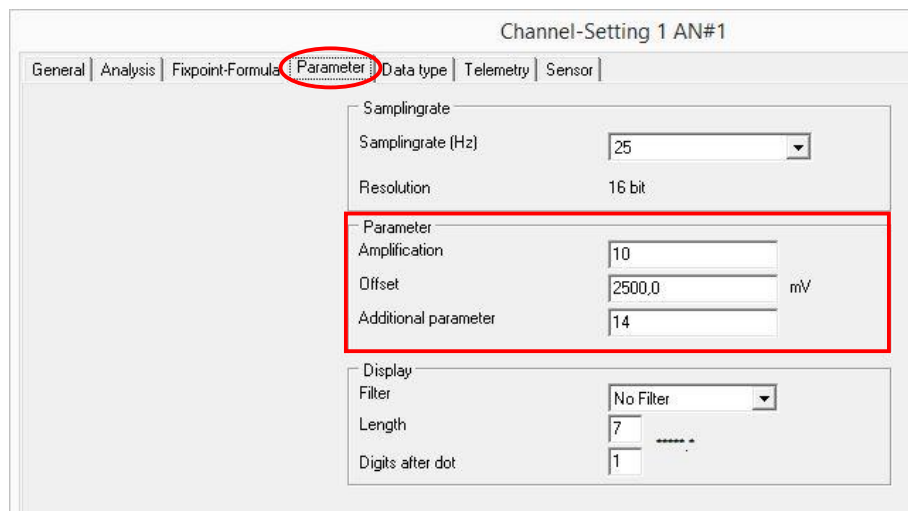 Channel-Setting 1 AN#1
General Analysis Fixpoint-Formula Parameter Data type Telemetry Sensor
Samplingrate
Samplingrate (Hz) 25
Resolution 16 bit
Parameter
Amplification 10
Offset 2500,0 mV
Additional parameter 14
Display
Filter No Filter
Length 7 *****.*
Digits after dot 1